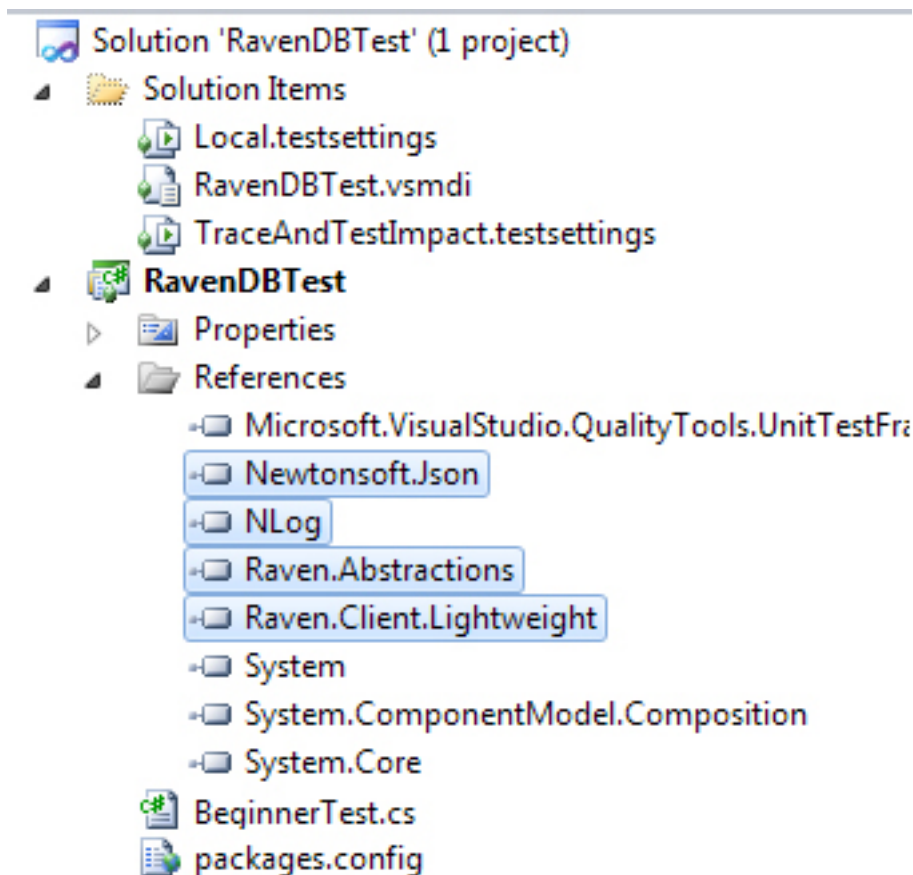 Solution 'RavenDBTest' (1 project)
Solution Items
Local.testsettings
RavenDBTest.vsmdi
TraceAndTestImpact.testsettings
RavenDBTest
Properties
References
Microsoft.VisualStudio.QualityTools.UnitTestFra
Newtonsoft.Json
NLog
Raven.Abstractions
Raven.Client.Lightweight
System
System.ComponentModel.Composition
System.Core
BeginnerTest.cs
packages.config